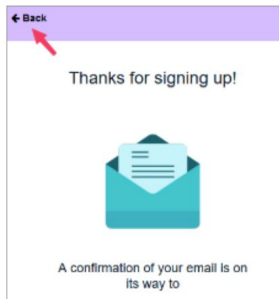 Back
Thanks for signing up!
A confirmation of your email is on
its way to